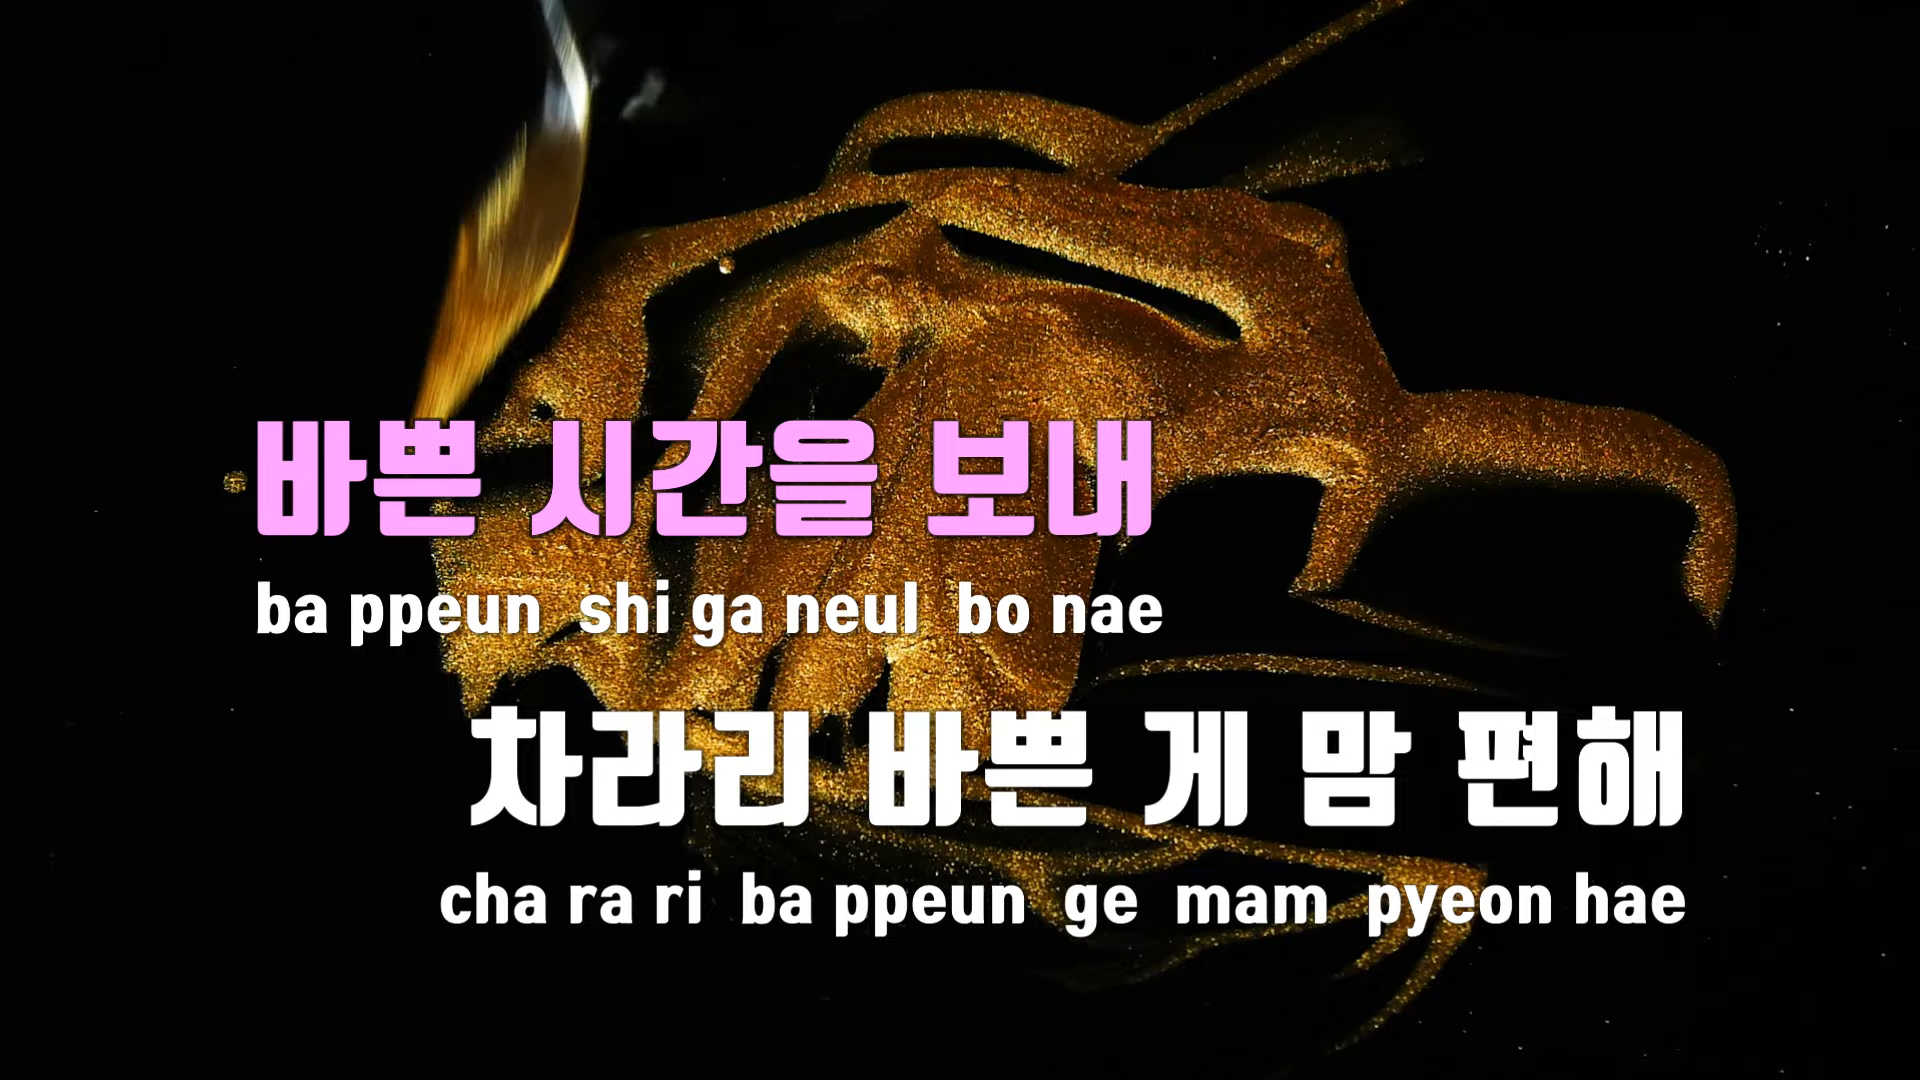 바쁜 시간을 보내
ba ppeun shi ga neul bo nae
차라리 바쁜 게 맘 편해
cha ra ri ba ppeun ge mam pyeon hae